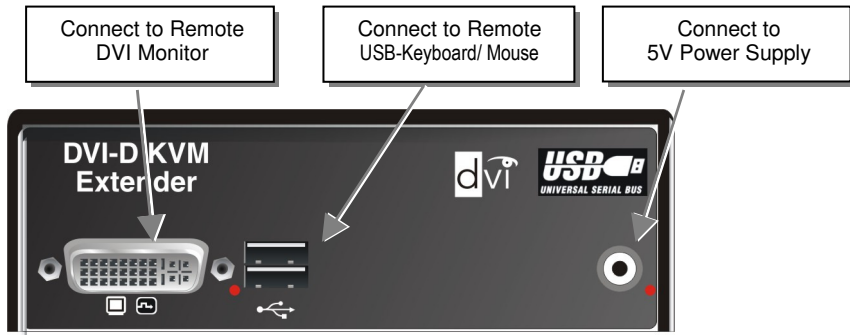 Connect to Remote
DVI Monitor
Connect to Remote
USB-Keyboard/ Mouse
Connect to
5V Power Supply
DVI-D KVM
Extender
dvi
USB
UNIVERSAL SERIAL BUS